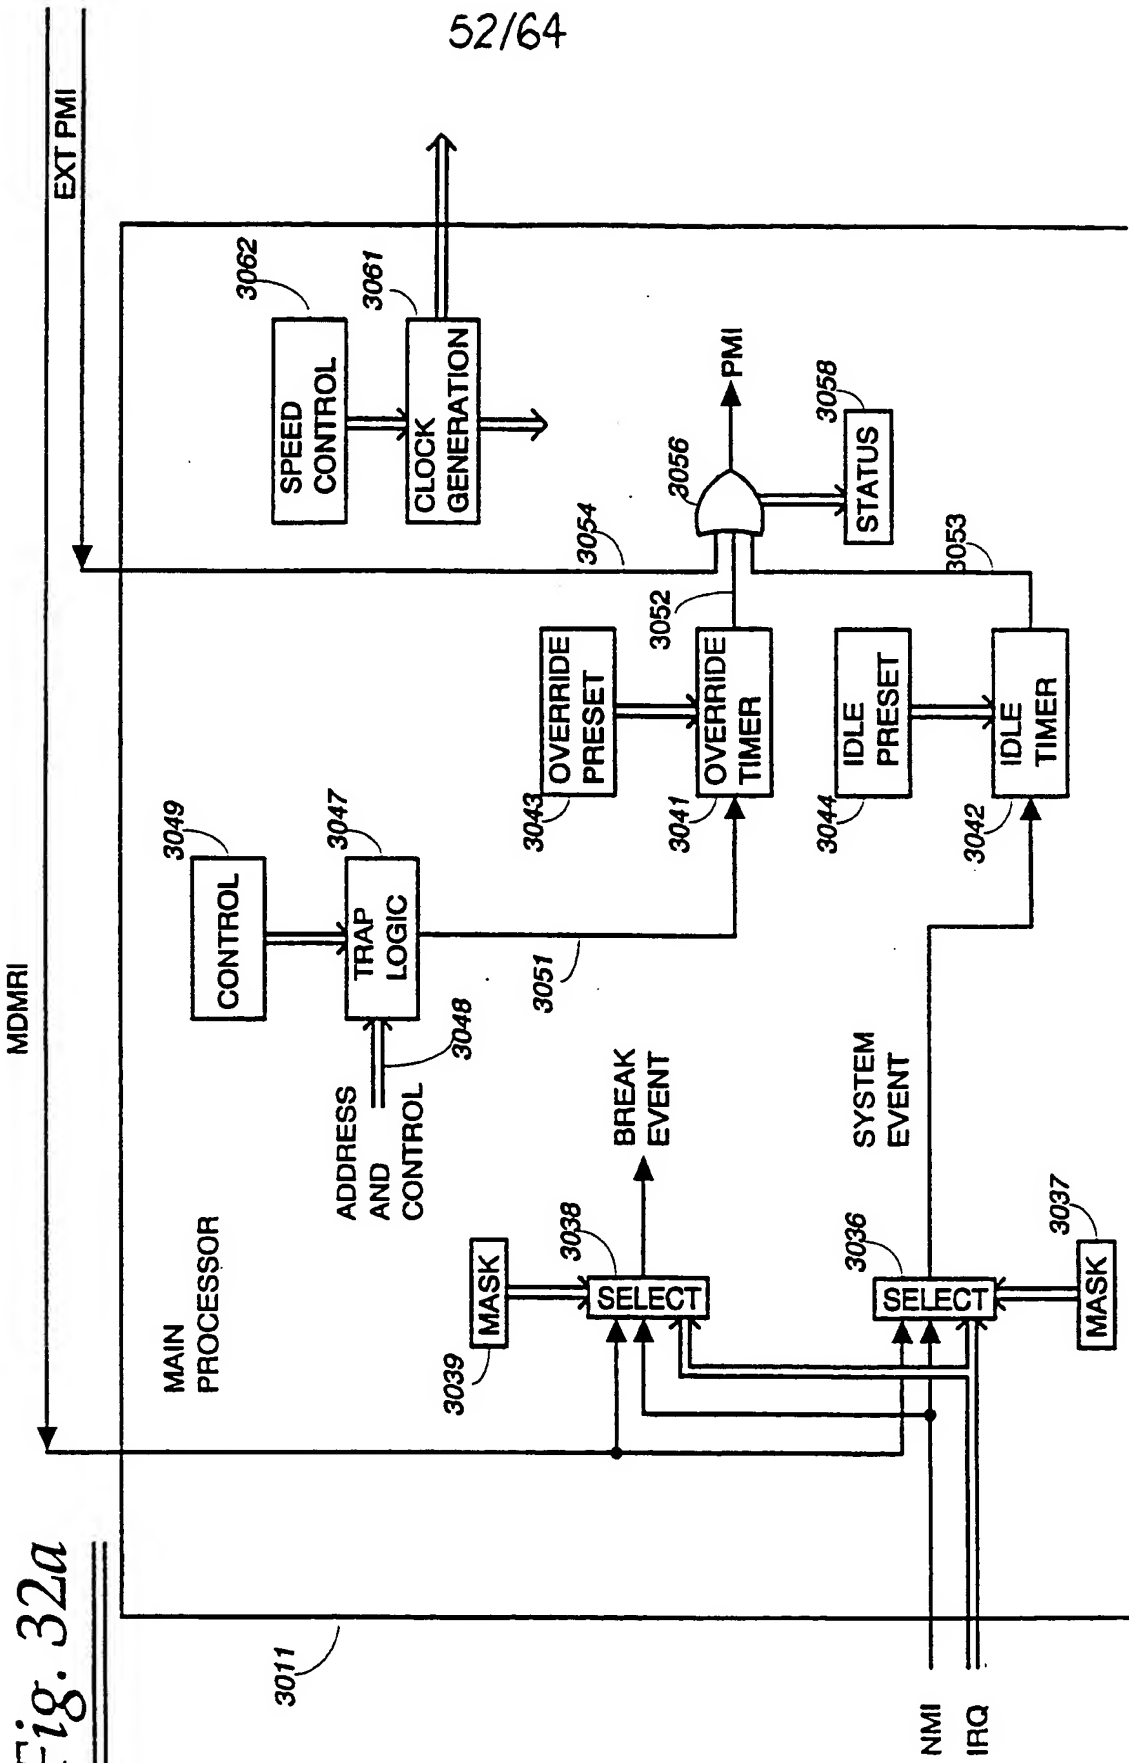 52/64
Fig. 32a
MDMRI
EXT PMI
3011
MAIN
PROCESSOR
3049
CONTROL
3047
TRAP
LOGIC
ADDRESS
AND
CONTROL
3048
3051
3062
SPEED
CONTROL
3061
CLOCK
GENERATION
3039
MASK
3038
SELECT
BREAK
EVENT
3043
OVERRIDE
PRESET
3041
OVERRIDE
TIMER
3052
3054
3056
PMI
3058
STATUS
3053
3044
IDLE
PRESET
3042
IDLE
TIMER
SYSTEM
EVENT
3036
SELECT
3037
MASK
NMI
IRQ